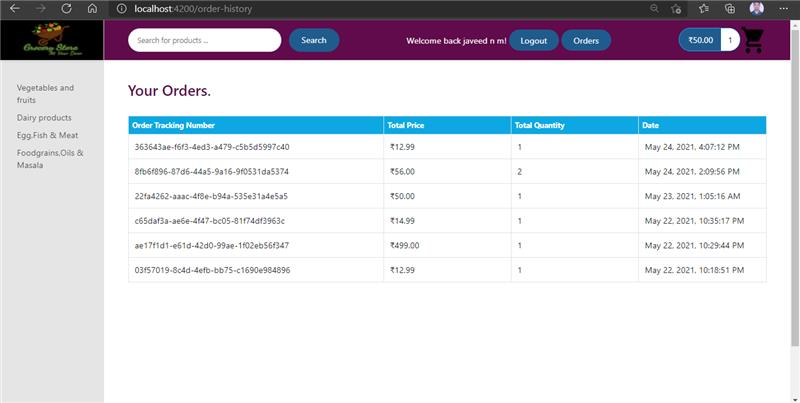 localhost:4200/order-history
Grocery Store
At Your Door
Search for products ...
Search
Welcome back javeed n m!
Logout
Orders
₹50.00
1
Vegetables and
fruits
Dairy products
Egg,Fish & Meat
Foodgrains,Oils &
Masala
Your Orders.
Order Tracking Number Total Price Total Quantity Date
363643ae-f6f3-4ed3-a479-c5b5d5997c40 ₹12.99 1 May 24, 2021, 4:07:12 PM
8fb6f896-87d6-44a5-9a16-9f0531da5374 ₹56.00 2 May 24, 2021, 2:09:56 PM
22fa4262-aaac-4f8e-b94a-535e31a4e5a5 ₹50.00 1 May 23, 2021, 1:05:16 AM
c65daf3a-ae6e-4f47-bc05-81f74df3963c ₹14.99 1 May 22, 2021, 10:35:17 PM
ae17f1d1-e61d-42d0-99ae-1f02eb56f347 ₹499.00 1 May 22, 2021, 10:29:44 PM
03f57019-8c4d-4efb-bb75-c1690e984896 ₹12.99 1 May 22, 2021, 10:18:51 PM